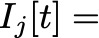 I_j[t] =